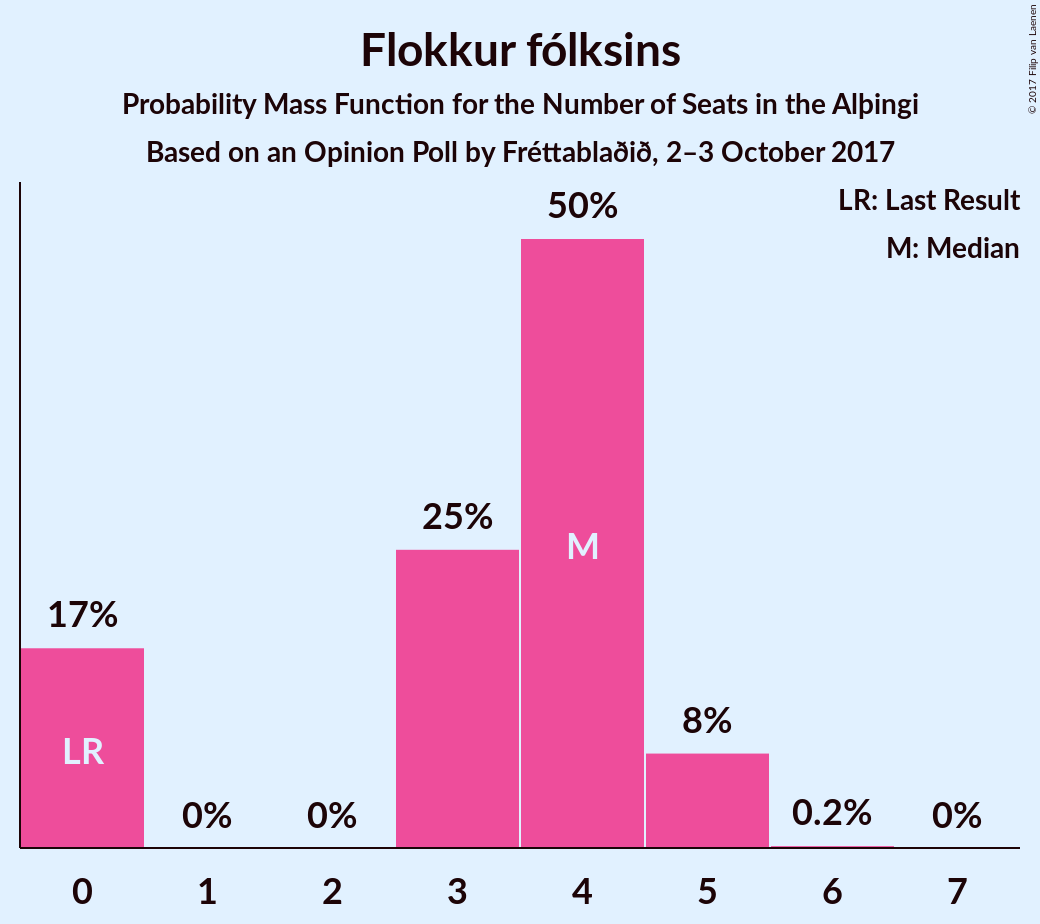 Flokkur fólksins
Probability Mass Function for the Number of Seats in the Alþingi
Based on an Opinion Poll by Fréttablaðið, 2–3 October 2017
© 2017 Filip van Laenen
LR: Last Result
M: Median
50%
25%
M
17%
LR
8%
0%
0%
0.2%
0%
0 1 2 3 4 5 6 7